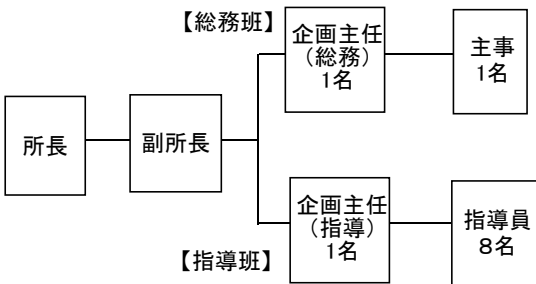 【総務班】
企画主任
（総務）
1名
主事
1名
所長
副所長
企画主任
（指導）
1名
指導員
8名
【指導班】